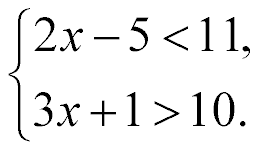 2x − 5 < 11,
3x + 1 > 10.